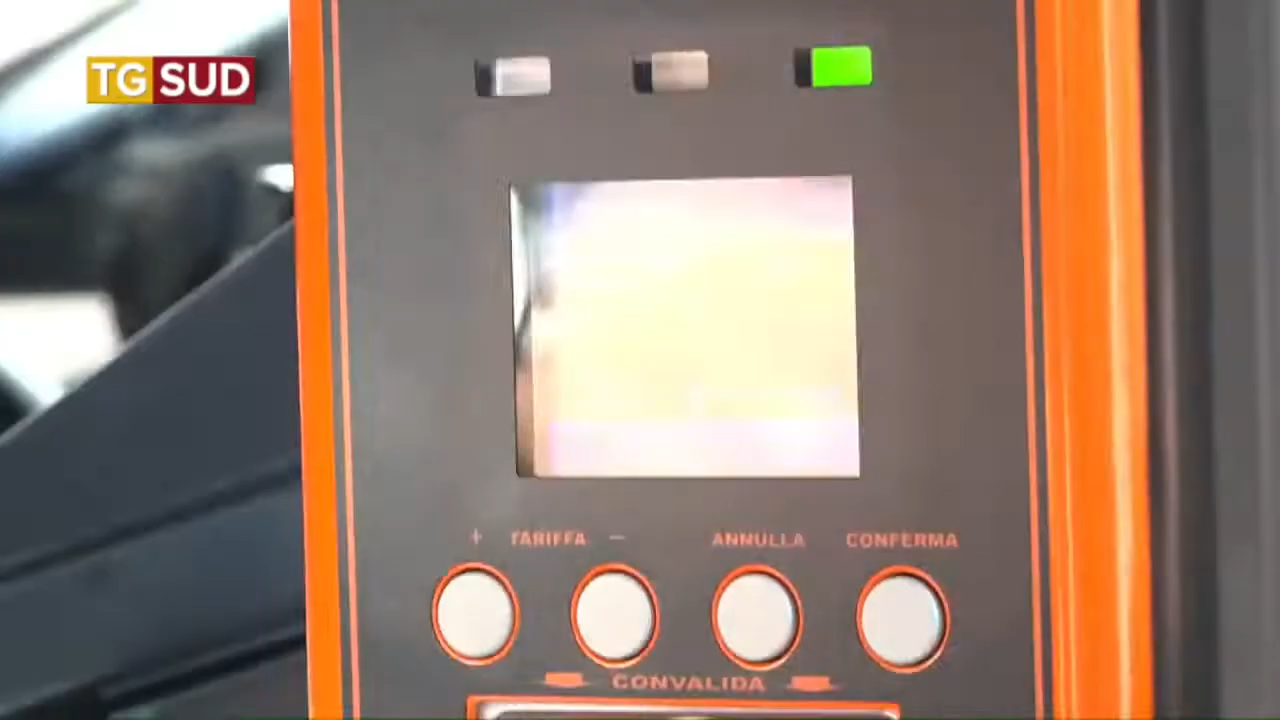 TG SUD
+ TARIFFA − ANNULLA CONFERMA
CONVALIDA